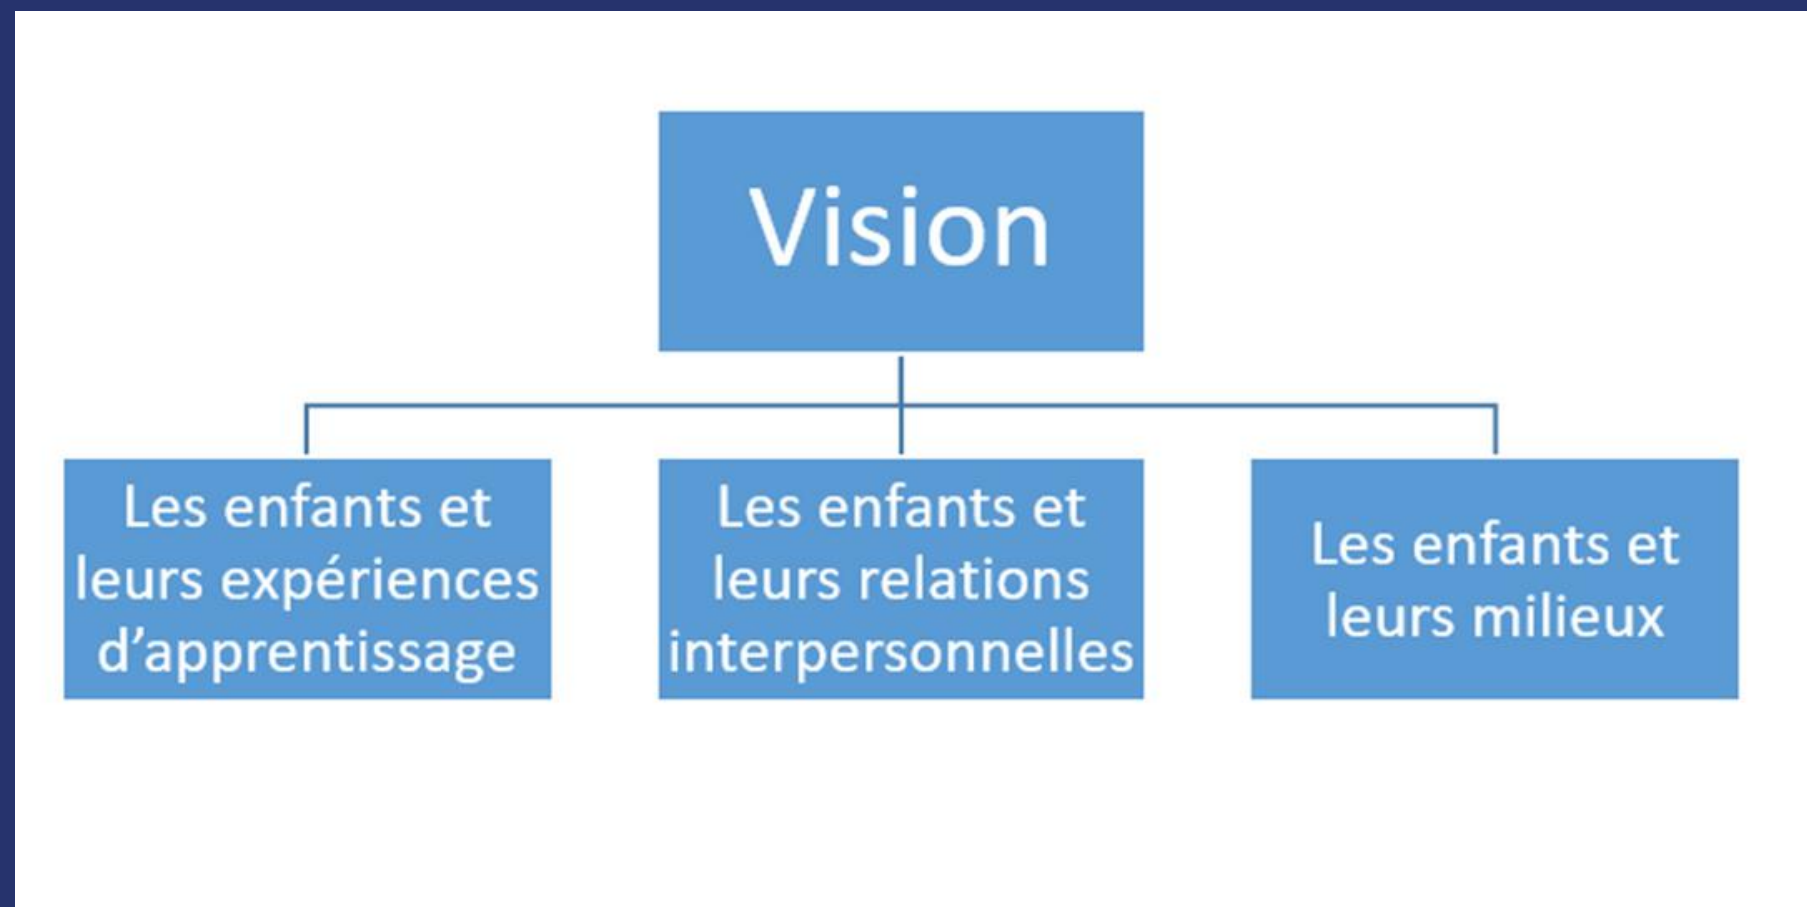 Vision
Les enfants et
leurs expériences
d’apprentissage
Les enfants et
leurs relations
interpersonnelles
Les enfants et
leurs milieux